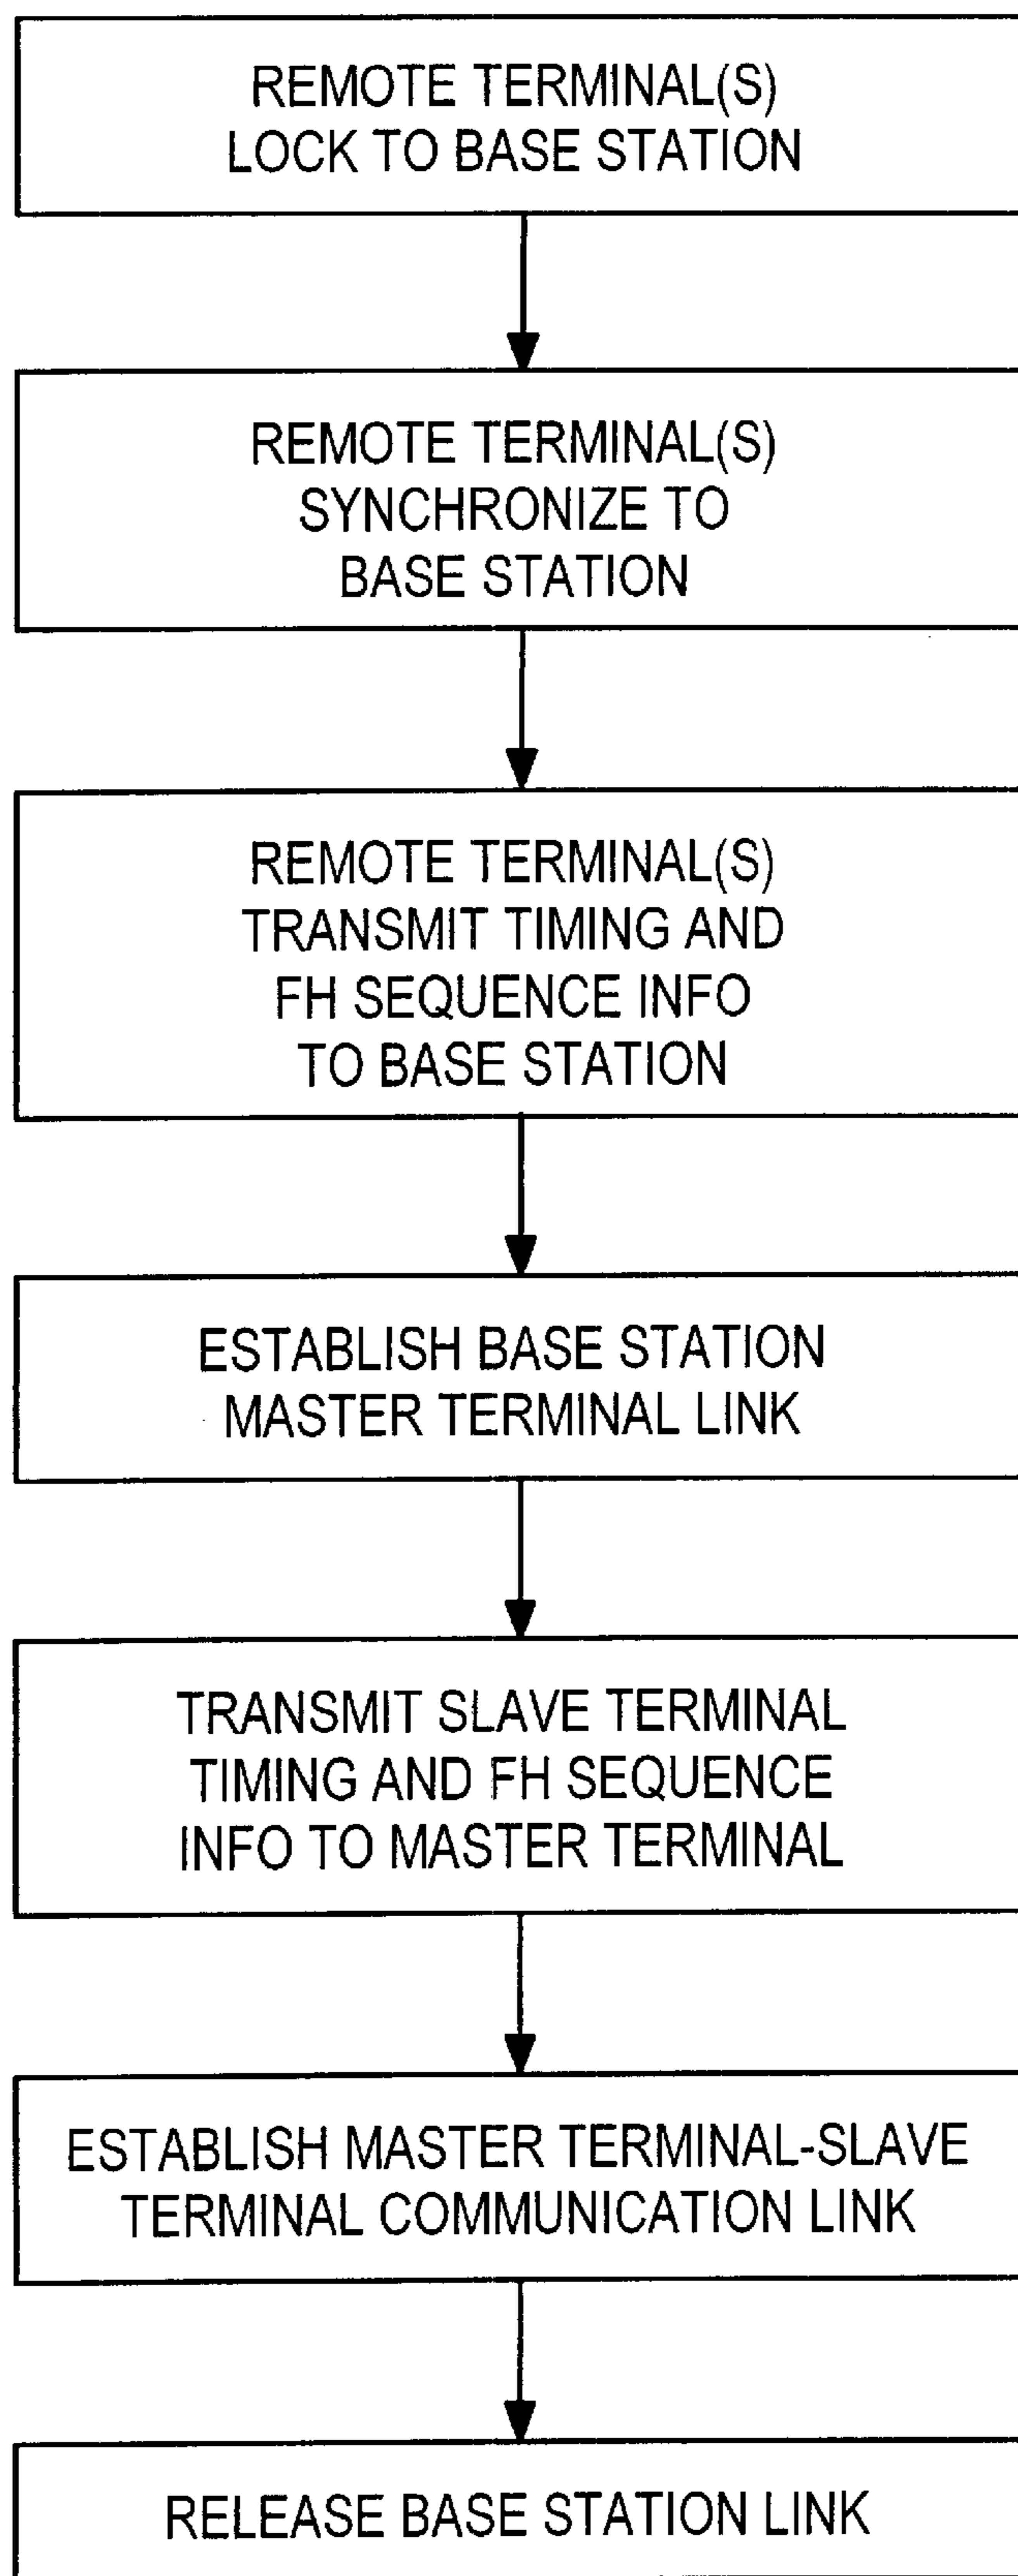 REMOTE TERMINAL(S)
LOCK TO BASE STATION
REMOTE TERMINAL(S)
SYNCHRONIZE TO
BASE STATION
REMOTE TERMINAL(S)
TRANSMIT TIMING AND
FH SEQUENCE INFO
TO BASE STATION
ESTABLISH BASE STATION
MASTER TERMINAL LINK
TRANSMIT SLAVE TERMINAL
TIMING AND FH SEQUENCE
INFO TO MASTER TERMINAL
ESTABLISH MASTER TERMINAL-SLAVE
TERMINAL COMMUNICATION LINK
RELEASE BASE STATION LINK